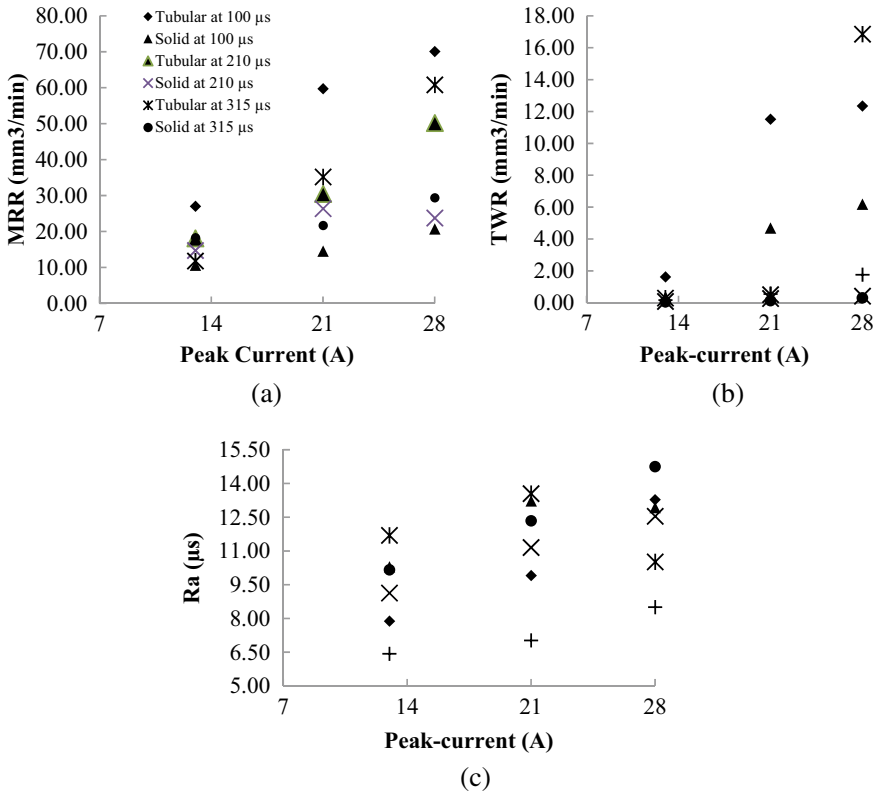 80.00
70.00
60.00
50.00
40.00
30.00
20.00
10.00
0.00
MRR (mm3/min)
Tubular at 100 µs
Solid at 100 µs
Tubular at 210 µs
Solid at 210 µs
Tubular at 315 µs
Solid at 315 µs
7 14 21 28
Peak Current (A)
(a)
18.00
16.00
14.00
12.00
10.00
8.00
6.00
4.00
2.00
0.00
TWR (mm3/min)
7 14 21 28
Peak-current (A)
(b)
15.50
14.00
12.50
11.00
9.50
8.00
6.50
5.00
Ra (µs)
7 14 21 28
Peak-current (A)
(c)